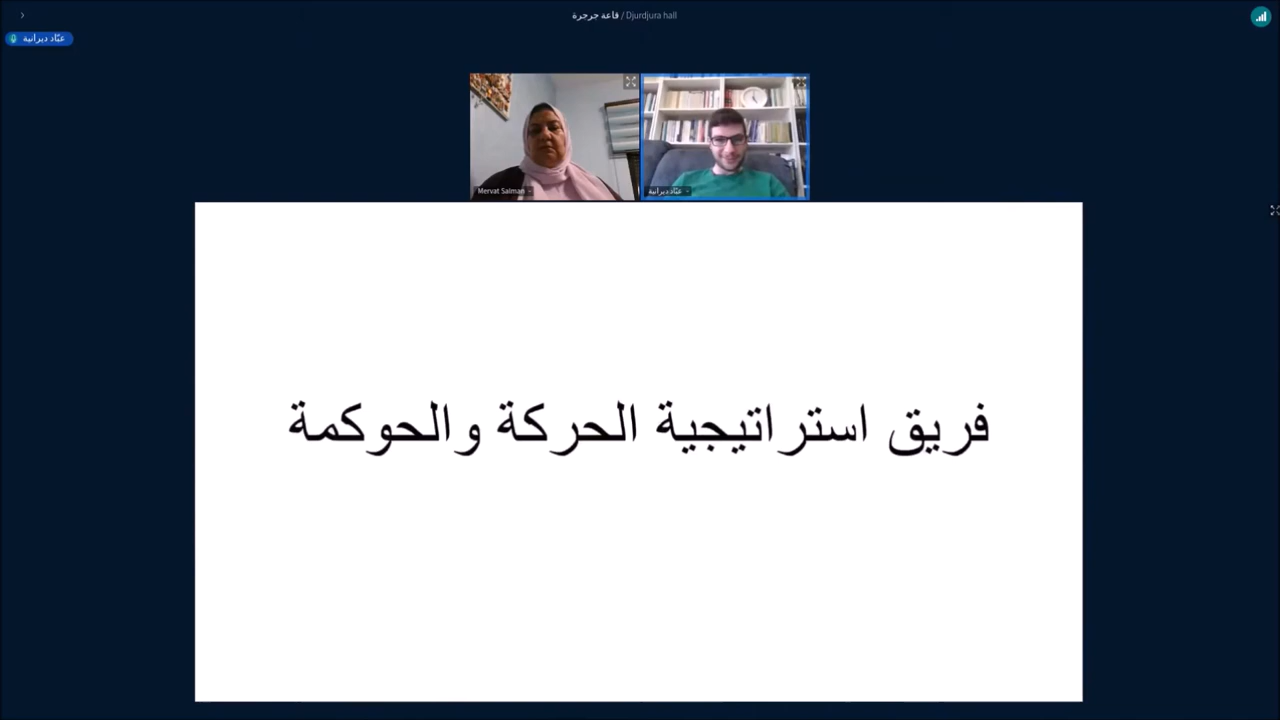 قاعة جرجرة / Djurdjura hall
عبّاد ديرانية
Mervat Salman
عبّاد ديرانية
فريق استراتيجية الحركة والحوكمة